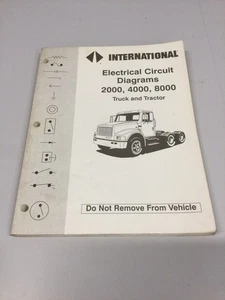 INTERNATIONAL
Electrical Circuit
Diagrams
2000, 4000, 8000
Truck and Tractor
Do Not Remove From Vehicle